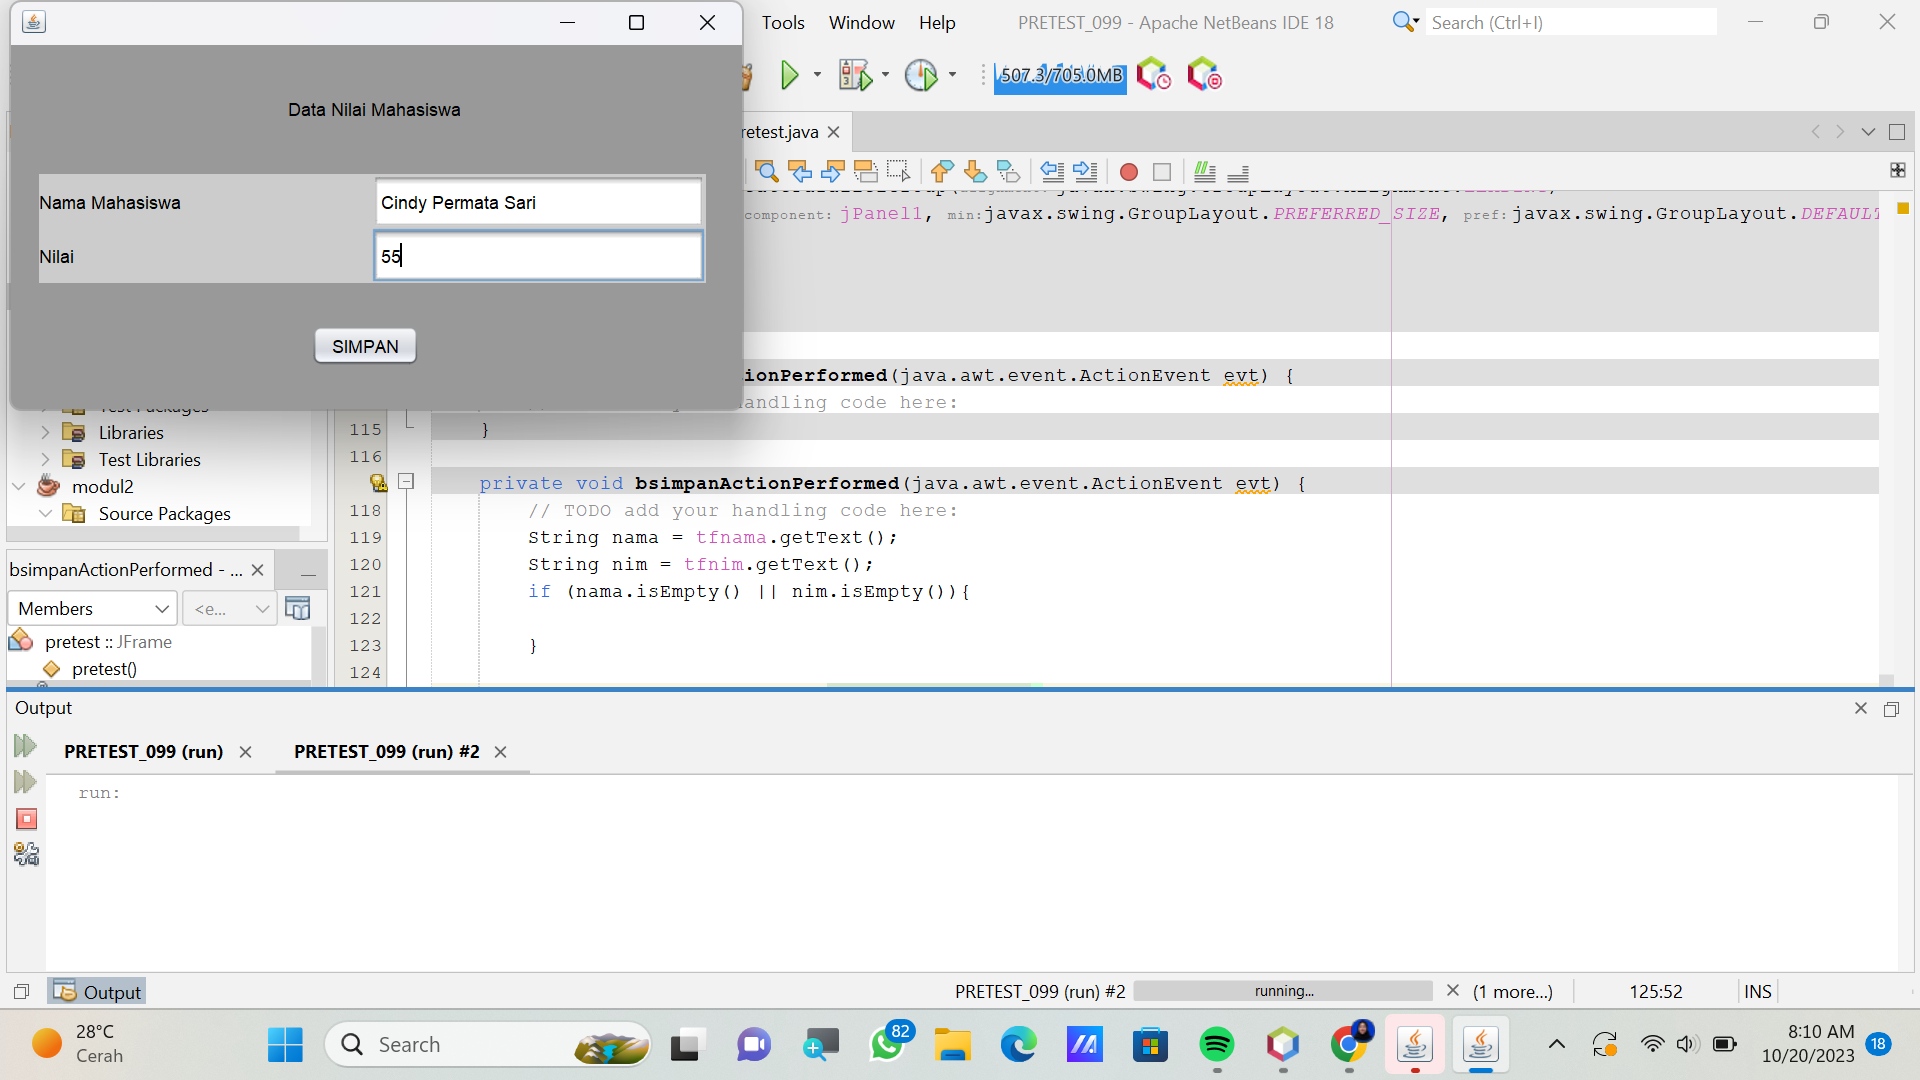 Tools Window Help PRETEST_099 - Apache NetBeans IDE 18 Search (Ctrl+I)
507.3/705.0MB
Data Nilai Mahasiswa
Nama Mahasiswa Cindy Permata Sari
Nilai 55
SIMPAN
retest.java
component: jPanel1, min:javax.swing.GroupLayout.PREFERRED_SIZE, pref:javax.swing.GroupLayout.DEFAULT
ionPerformed(java.awt.event.ActionEvent evt) {
andling code here:
115 }
116
private void bsimpanActionPerformed(java.awt.event.ActionEvent evt) {
118 // TODO add your handling code here:
119 String nama = tfnama.getText();
120 String nim = tfnim.getText();
121 if (nama.isEmpty() || nim.isEmpty()){
122
123 }
124
Libraries
Test Libraries
modul2
Source Packages
bsimpanActionPerformed - ...
Members <e...
pretest :: JFrame
pretest()
Output
PRETEST_099 (run) PRETEST_099 (run) #2
run:
Output PRETEST_099 (run) #2 running... (1 more...) 125:52 INS
28°C
Cerah
Search
82
8:10 AM
10/20/2023
18